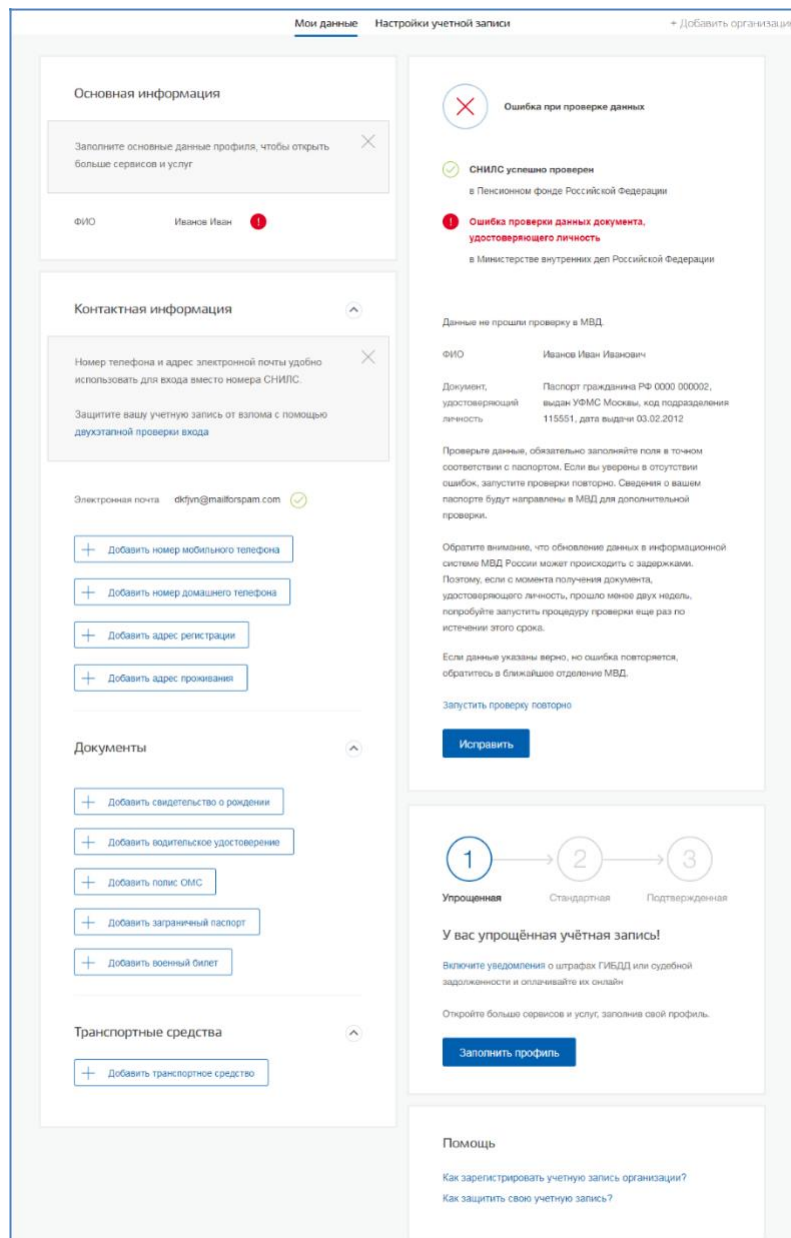 Мои данные
Настройки учетной записи
+ Добавить организаци
Основная информация
Заполните основные данные профиля, чтобы открыть
больше сервисов и услуг
ФИО
Иванов Иван
Контактная информация
Номер телефона и адрес электронной почты удобно
использовать для входа вместо номера СНИЛС.
Защитите вашу учетную запись от взлома с помощью
двухэтапной проверки входа
Электронная почта
dkfjvn@mailforspam.com
Добавить номер мобильного телефона
Добавить номер домашнего телефона
Добавить адрес регистрации
Добавить адрес проживания
Документы
Добавить свидетельство о рождении
Добавить водительское удостоверение
Добавить полис ОМС
Добавить заграничный паспорт
Добавить военный билет
Транспортные средства
Добавить транспортное средство
Ошибка при проверке данных
СНИЛС успешно проверен
в Пенсионном фонде Российской Федерации
Ошибка проверки данных документа,
удостоверяющего личность
в Министерстве внутренних дел Российской Федерации
Данные не прошли проверку в МВД.
ФИО
Иванов Иван Иванович
Документ,
удостоверяющий
личность
Паспорт гражданина РФ 0000 000002,
выдан УФМС Москвы, код подразделения
115551, дата выдачи 03.02.2012
Проверьте данные, обязательно заполняйте поля в точном
соответствии с паспортом. Если вы уверены в отсутствии
ошибок, запустите проверки повторно. Сведения о вашем
паспорте будут направлены в МВД для дополнительной
проверки.
Обратите внимание, что обновление данных в информационной
системе МВД России может происходить с задержками.
Поэтому, если с момента получения документа,
удостоверяющего личность, прошло менее двух недель,
попробуйте запустить процедуру проверки еще раз по
истечении этого срока.
Если данные указаны верно, но ошибка повторяется,
обратитесь в ближайшее отделение МВД.
Запустить проверку повторно
Исправить
1
2
3
Упрощенная
Стандартная
Подтвержденная
У вас упрощённая учётная запись!
Включите уведомления о штрафах ГИБДД или судебной
задолженности и оплачивайте их онлайн
Откройте больше сервисов и услуг, заполнив свой профиль.
Заполнить профиль
Помощь
Как зарегистрировать учетную запись организации?
Как защитить свою учетную запись?